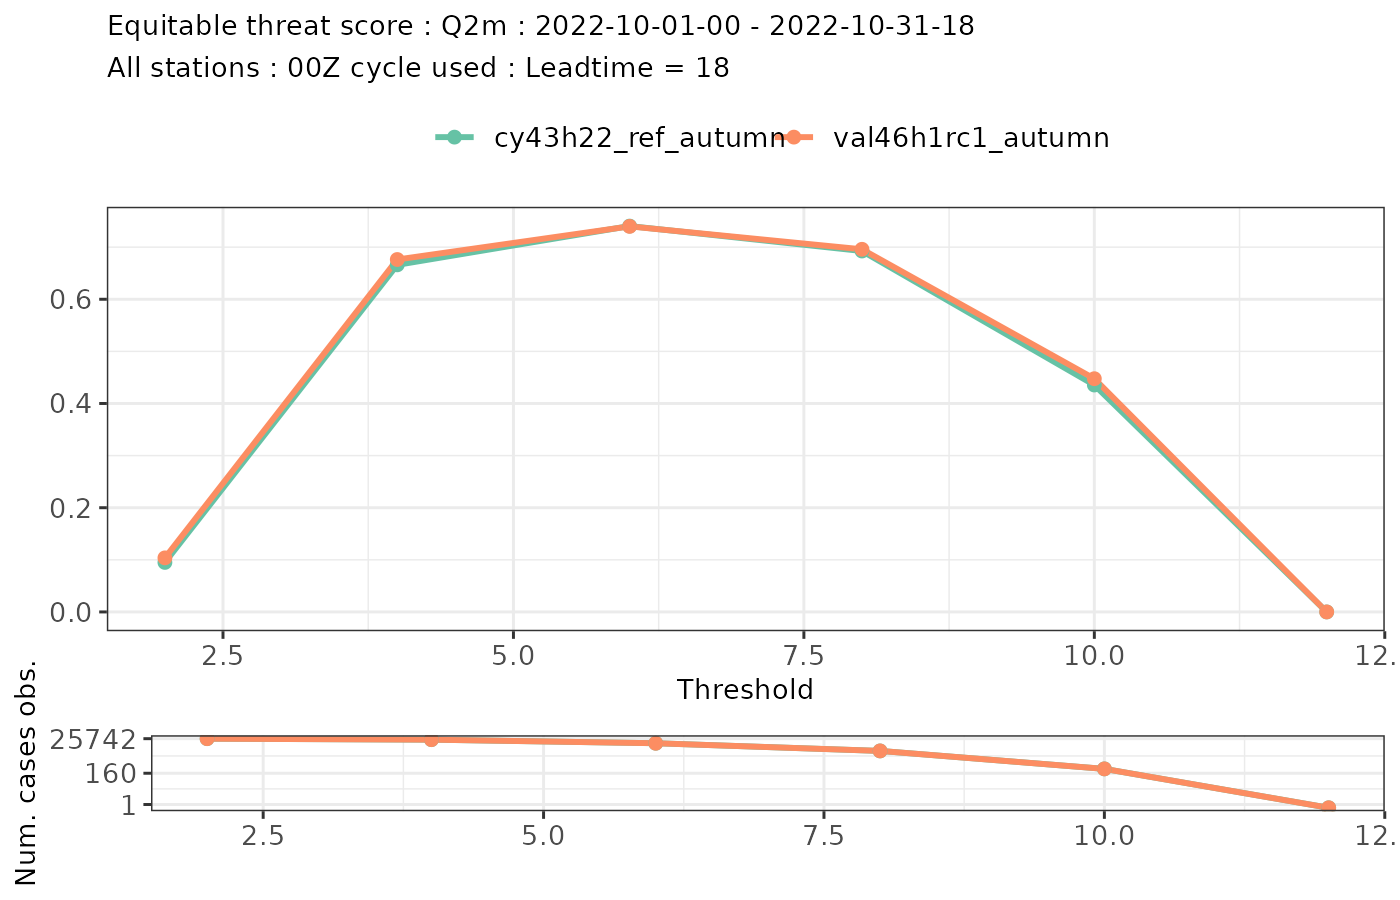 Equitable threat score : Q2m : 2022-10-01-00 - 2022-10-31-18
All stations : 00Z cycle used : Leadtime = 18
cy43h22_ref_autumn val46h1rc1_autumn
0.6
0.4
0.2
0.0
2.5 5.0 7.5 10.0 12.
Threshold
Num. cases obs.
25742
160
1
2.5 5.0 7.5 10.0 12.